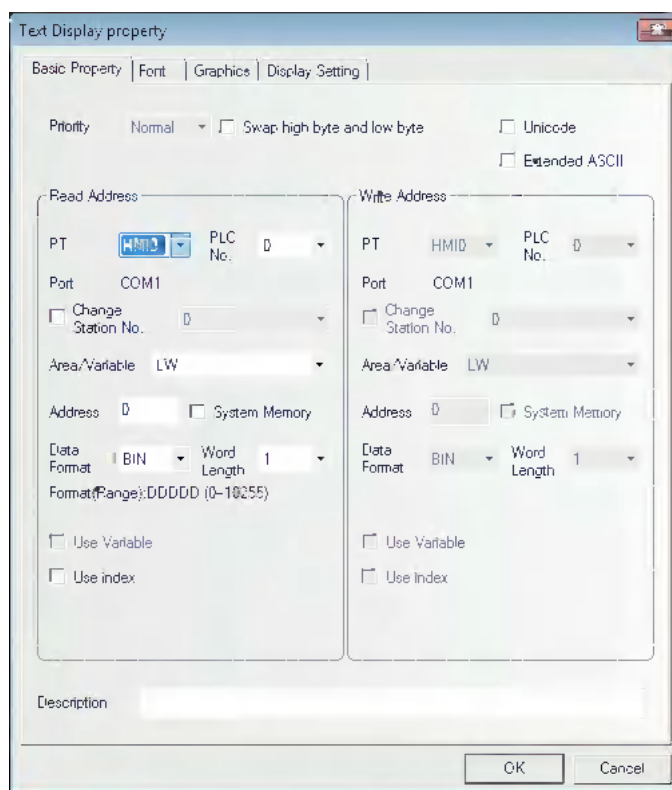 Text Display property
Basic Property Font Graphics Display Setting
Priority Normal Swap high byte and low byte Unicode
Extended ASCII
Read Address
PT HMI0 PLC No. 0
Port COM1
Change Station No. 0
Area/Variable LW
Address 0 System Memory
Data Format BIN Word Length 1
Format(Range):DDDDD (0~10255)
Use Variable
Use index
Write Address
PT HMI0 PLC No. 0
Port COM1
Change Station No. 0
Area/Variable LW
Address 0 System Memory
Data Format BIN Word Length 1
Use Variable
Use Index
Description
OK Cancel